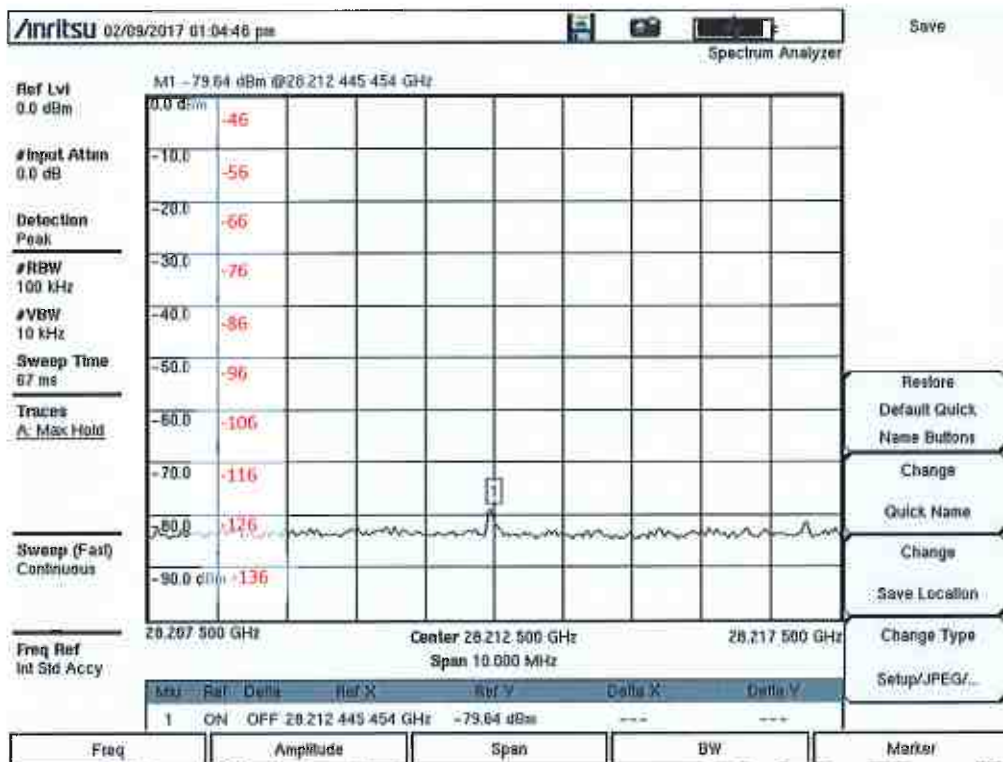 Anritsu 02/09/2017 01:04:46 pm
Spectrum Analyzer
Save
M1 -79.64 dBm @28.212 445 454 GHz
Ref Lvl
0.0 dBm
#Input Atten
0.0 dB
Detection
Peak
#RBW
100 kHz
#VBW
10 kHz
Sweep Time
67 ms
Traces
A: Max Hold
Sweep (Fast)
Continuous
Freq Ref
Int Std Accy
0.0 dBm
-46
-10.0
-56
-20.0
-66
-30.0
-76
-40.0
-86
-50.0
-96
-60.0
-106
-70.0
-116
1
-80.0
-126
-90.0 dBm -136
28.207 500 GHz
Center 28.212 500 GHz
28.217 500 GHz
Span 10.000 MHz
Mkr Ref Delta Ref X Ref Y Delta X Delta Y
1 ON OFF 28.212 445 454 GHz -79.64 dBm --- ---
Restore
Default Quick
Name Buttons
Change
Quick Name
Change
Save Location
Change Type
Setup/JPEG/...
Freq
Amplitude
Span
BW
Marker